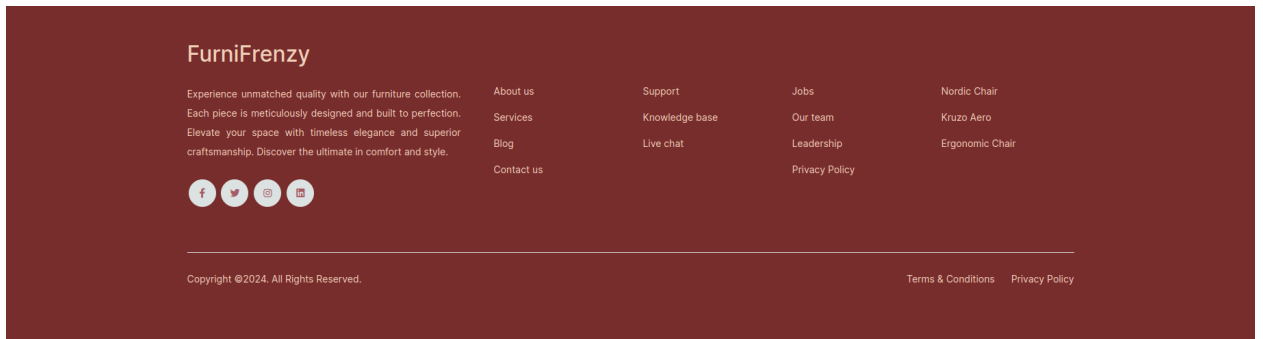 FurniFrenzy
Experience unmatched quality with our furniture collection.
Each piece is meticulously designed and built to perfection.
Elevate your space with timeless elegance and superior
craftsmanship. Discover the ultimate in comfort and style.
About us
Services
Blog
Contact us
Support
Knowledge base
Live chat
Jobs
Our team
Leadership
Privacy Policy
Nordic Chair
Kruzo Aero
Ergonomic Chair
Copyright ©2024. All Rights Reserved.
Terms & Conditions
Privacy Policy